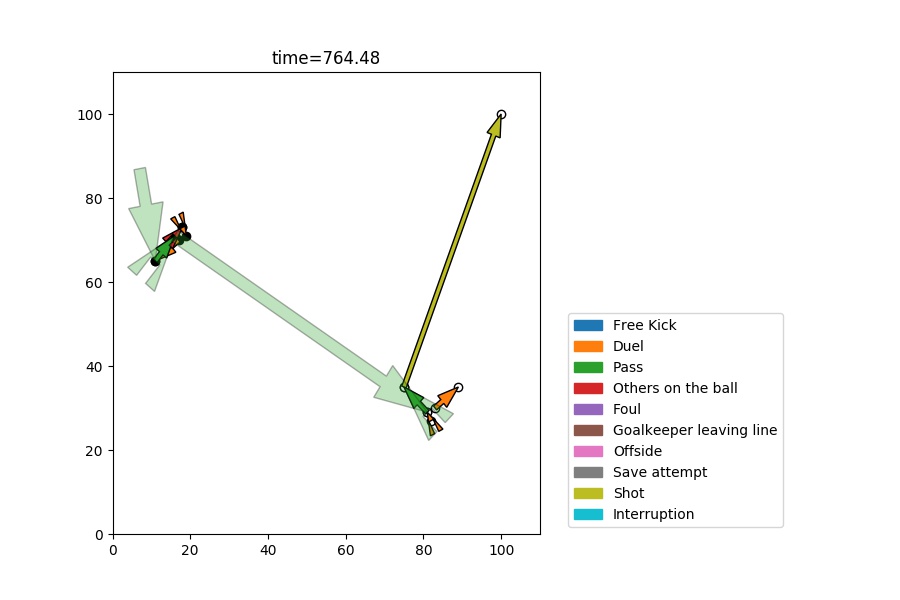 time=764.48
100
80
60
40
20
0
0 20 40 60 80 100
Free Kick
Duel
Pass
Others on the ball
Foul
Goalkeeper leaving line
Offside
Save attempt
Shot
Interruption